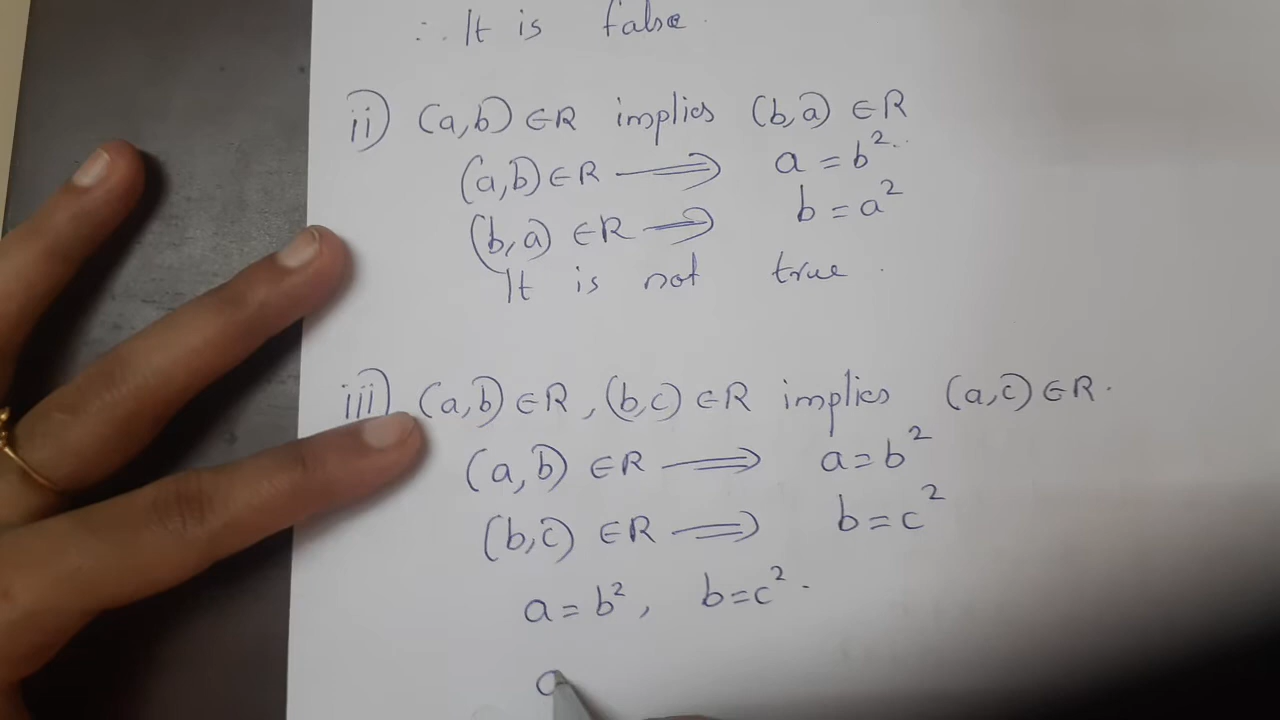 ∴ It is false.
ii) (a,b) ∈R implies (b,a) ∈R
(a,b) ∈R ⟹ a = b².
(b,a) ∈R ⟹ b = a²
It is not true.
iii) (a,b) ∈R, (b,c) ∈R implies (a,c) ∈R.
(a,b) ∈R ⟹ a = b²
(b,c) ∈R ⟹ b = c²
a = b², b = c².
a